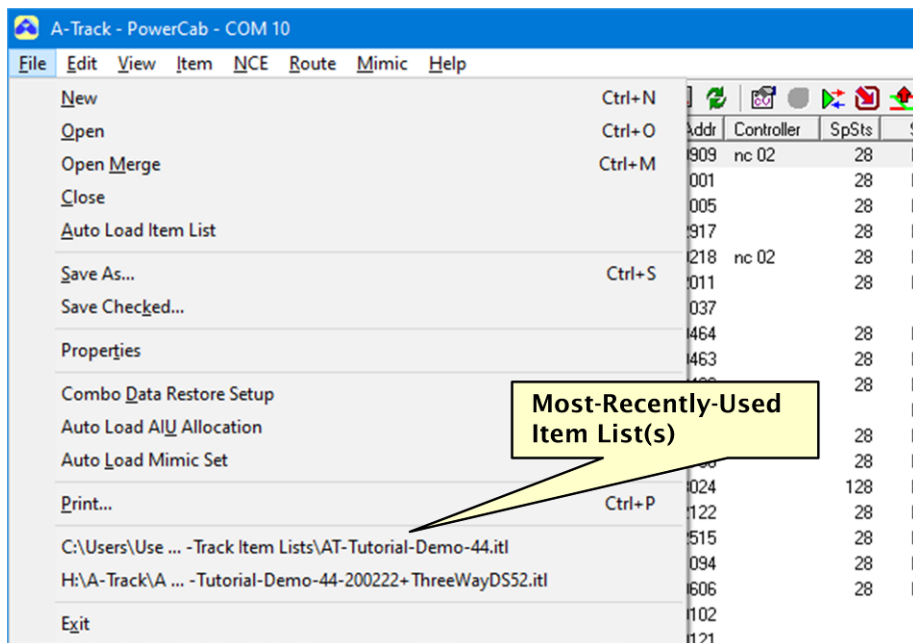 A-Track - PowerCab - COM 10
File Edit View Item NCE Route Mimic Help
New Ctrl+N
Open Ctrl+O
Open Merge Ctrl+M
Close
Auto Load Item List
Save As... Ctrl+S
Save Checked...
Properties
Combo Data Restore Setup
Auto Load AIU Allocation
Auto Load Mimic Set
Print... Ctrl+P
C:\Users\Use ... -Track Item Lists\AT-Tutorial-Demo-44.itl
H:\A-Track\A ... -Tutorial-Demo-44-200222+ThreeWayDS52.itl
Exit
Most-Recently-Used
Item List(s)
Addr Controller SpSts
909 nc 02 28
001 28
005 28
917 28
218 nc 02 28
011 28
037
464 28
463 28
28
28
28
024 128
122 28
515 28
094 28
606 28
102
121